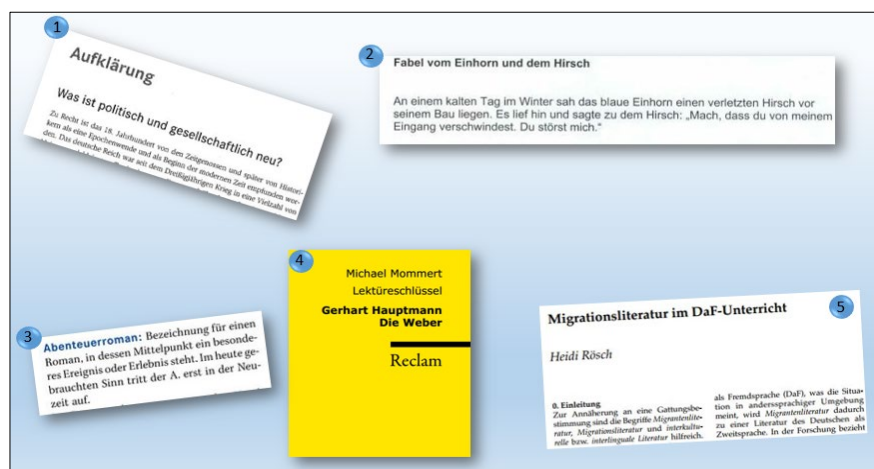 1
Aufklärung
Was ist politisch und gesellschaftlich neu?
Zu Recht ist das 18. Jahrhundert von den Zeitgenossen und später von Histori-
kern als eine Epochenwende und als Beginn der modernen Zeit empfunden wor-
den. Das deutsche Reich war seit dem Dreißigjährigen Krieg in eine Vielzahl von
2
Fabel vom Einhorn und dem Hirsch
An einem kalten Tag im Winter sah das blaue Einhorn einen verletzten Hirsch vor
seinem Bau liegen. Es lief hin und sagte zu dem Hirsch: „Mach, dass du von meinem
Eingang verschwindest. Du störst mich.“
3
Abenteuerroman: Bezeichnung für einen
Roman, in dessen Mittelpunkt ein besonde-
res Ereignis oder Erlebnis steht. Im heute ge-
brauchten Sinn tritt der A. erst in der Neu-
zeit auf.
4
Michael Mommert
Lektüreschlüssel
Gerhart Hauptmann
Die Weber
Reclam
5
Migrationsliteratur im DaF-Unterricht
Heidi Rösch
0. Einleitung
Zur Annäherung an eine Gattungsbe-
stimmung sind die Begriffe Migrantenlite-
ratur, Migrationsliteratur und interkultu-
relle bzw. interlinguale Literatur hilfreich.
als Fremdsprache (DaF), was die Situa-
tion in anderssprachiger Umgebung
meint, wird Migrantenliteratur dadurch
zu einer Literatur des Deutschen als
Zweitsprache. In der Forschung bezieht